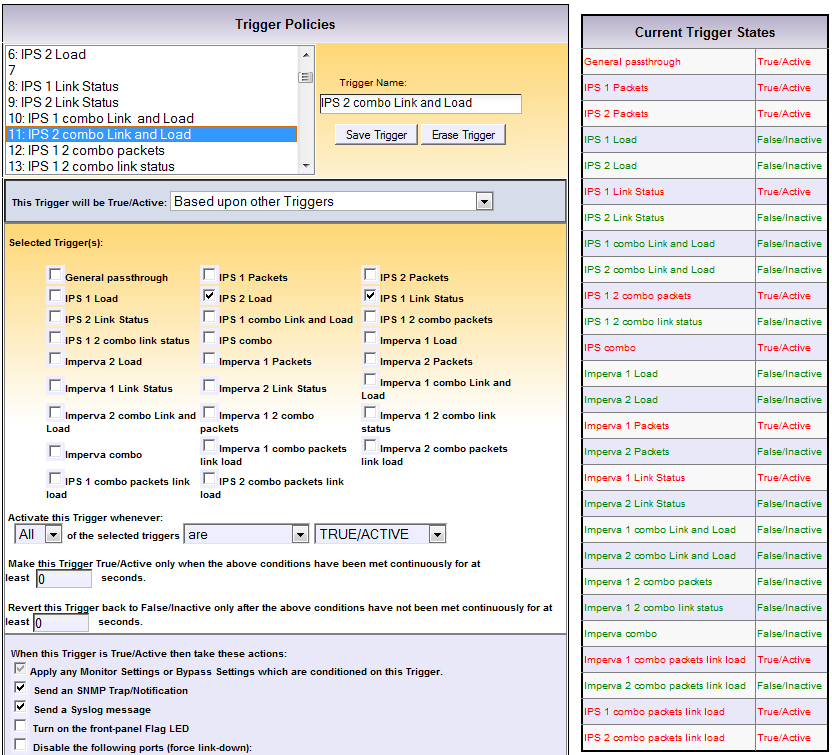 Trigger Policies
6: IPS 2 Load
7
8: IPS 1 Link Status
9: IPS 2 Link Status
10: IPS 1 combo Link and Load
11: IPS 2 combo Link and Load
12: IPS 1 2 combo packets
13: IPS 1 2 combo link status
Trigger Name:
IPS 2 combo Link and Load
Save Trigger Erase Trigger
This Trigger will be True/Active: Based upon other Triggers
Selected Trigger(s):
General passthrough IPS 1 Packets IPS 2 Packets
IPS 1 Load IPS 2 Load IPS 1 Link Status
IPS 2 Link Status IPS 1 combo Link and Load IPS 1 2 combo packets
IPS 1 2 combo link status IPS combo Imperva 1 Load
Imperva 2 Load Imperva 1 Packets Imperva 2 Packets
Imperva 1 Link Status Imperva 2 Link Status Imperva 1 combo Link and Load
Imperva 2 combo Link and Load Imperva 1 2 combo packets Imperva 1 2 combo link status
Imperva combo Imperva 1 combo packets link load Imperva 2 combo packets link load
IPS 1 combo packets link load IPS 2 combo packets link load
Activate this Trigger whenever:
All of the selected triggers are TRUE/ACTIVE
Make this Trigger True/Active only when the above conditions have been met continuously for at
least 0 seconds.
Revert this Trigger back to False/Inactive only after the above conditions have not been met continuously for at
least 0 seconds.
When this Trigger is True/Active then take these actions:
Apply any Monitor Settings or Bypass Settings which are conditioned on this Trigger.
Send an SNMP Trap/Notification
Send a Syslog message
Turn on the front-panel Flag LED
Disable the following ports (force link-down):
Current Trigger States
General passthrough True/Active
IPS 1 Packets True/Active
IPS 2 Packets True/Active
IPS 1 Load False/Inactive
IPS 2 Load False/Inactive
IPS 1 Link Status True/Active
IPS 2 Link Status False/Inactive
IPS 1 combo Link and Load False/Inactive
IPS 2 combo Link and Load False/Inactive
IPS 1 2 combo packets True/Active
IPS 1 2 combo link status False/Inactive
IPS combo True/Active
Imperva 1 Load False/Inactive
Imperva 2 Load False/Inactive
Imperva 1 Packets True/Active
Imperva 2 Packets False/Inactive
Imperva 1 Link Status True/Active
Imperva 2 Link Status False/Inactive
Imperva 1 combo Link and Load False/Inactive
Imperva 2 combo Link and Load False/Inactive
Imperva 1 2 combo packets False/Inactive
Imperva 1 2 combo link status False/Inactive
Imperva combo False/Inactive
Imperva 1 combo packets link load True/Active
Imperva 2 combo packets link load False/Inactive
IPS 1 combo packets link load True/Active
IPS 2 combo packets link load True/Active